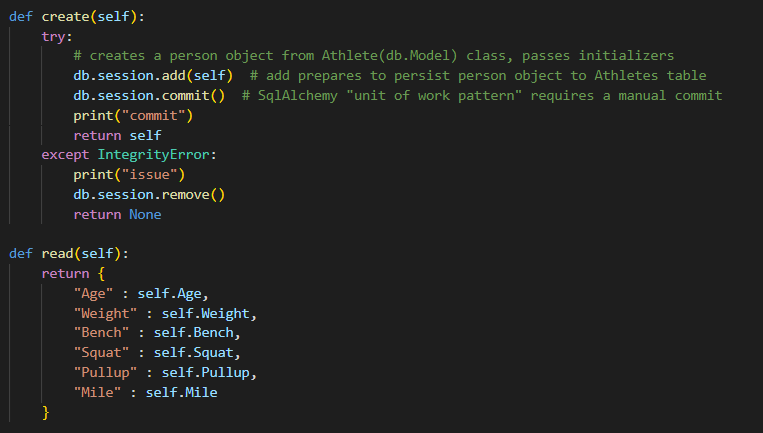 def create(self):
    try:
        # creates a person object from Athlete(db.Model) class, passes initializers
        db.session.add(self)  # add prepares to persist person object to Athletes table
        db.session.commit()  # SqlAlchemy "unit of work pattern" requires a manual commit
        print("commit")
        return self
    except IntegrityError:
        print("issue")
        db.session.remove()
        return None

def read(self):
    return {
        "Age" : self.Age,
        "Weight" : self.Weight,
        "Bench" : self.Bench,
        "Squat" : self.Squat,
        "Pullup" : self.Pullup,
        "Mile" : self.Mile
    }